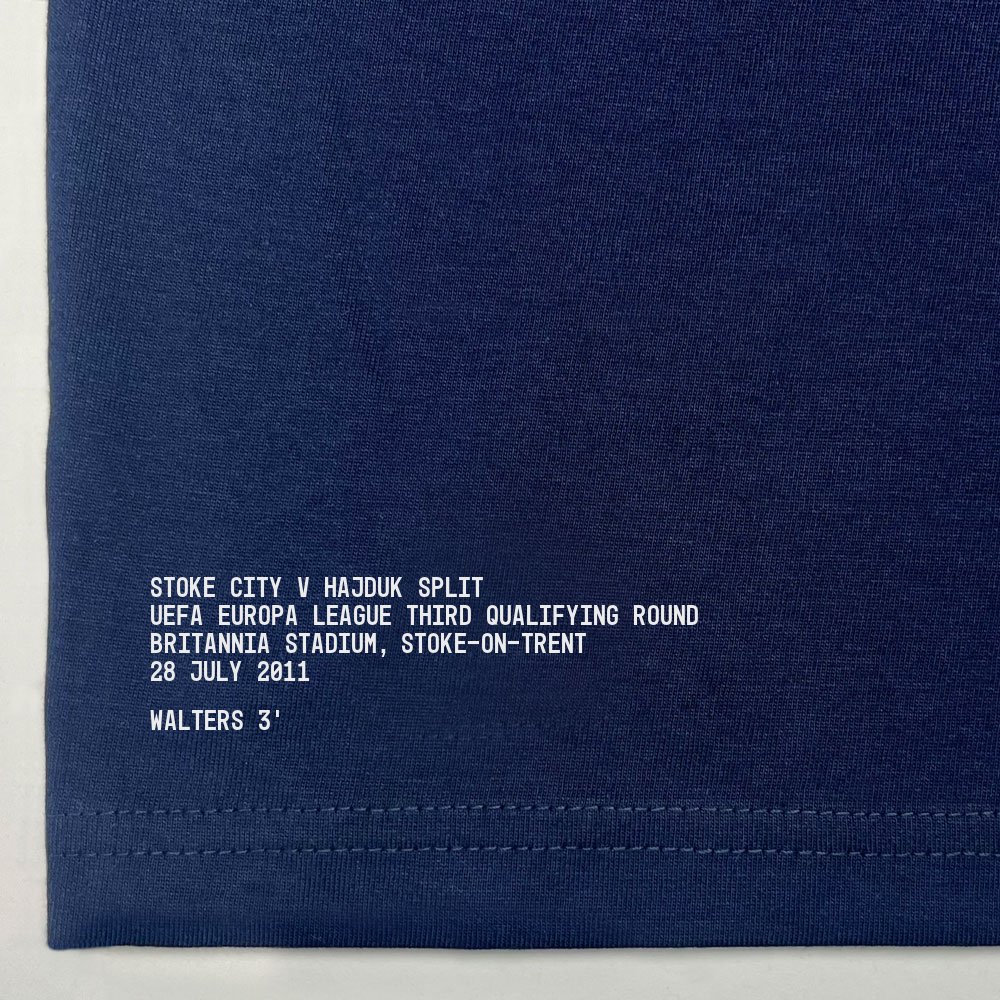 STOKE CITY V HAJDUK SPLIT
UEFA EUROPA LEAGUE THIRD QUALIFYING ROUND
BRITANNIA STADIUM, STOKE-ON-TRENT
28 JULY 2011
WALTERS 3'